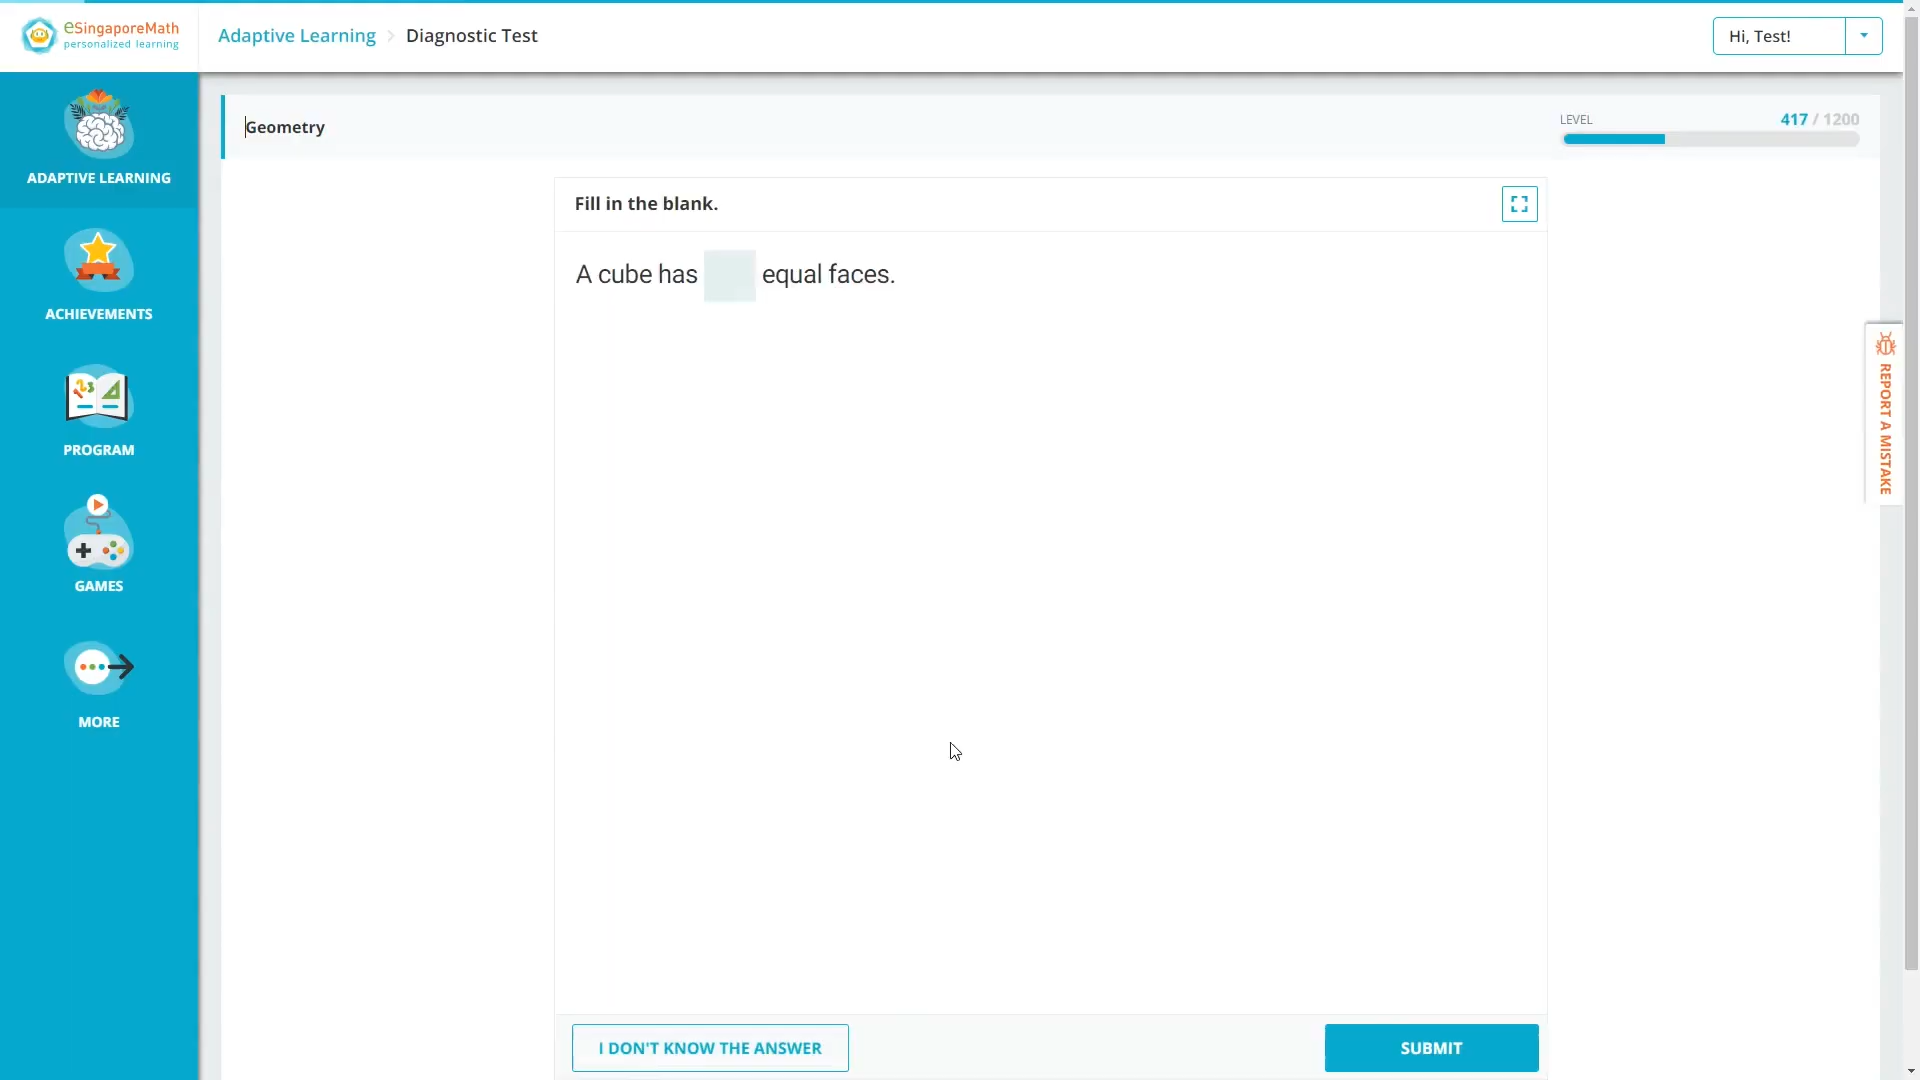 eSingaporeMath
personalized learning
Adaptive Learning > Diagnostic Test
Hi, Test!
ADAPTIVE LEARNING
ACHIEVEMENTS
PROGRAM
GAMES
MORE
Geometry
LEVEL 417 / 1200
Fill in the blank.
A cube has equal faces.
REPORT A MISTAKE
I DON'T KNOW THE ANSWER
SUBMIT